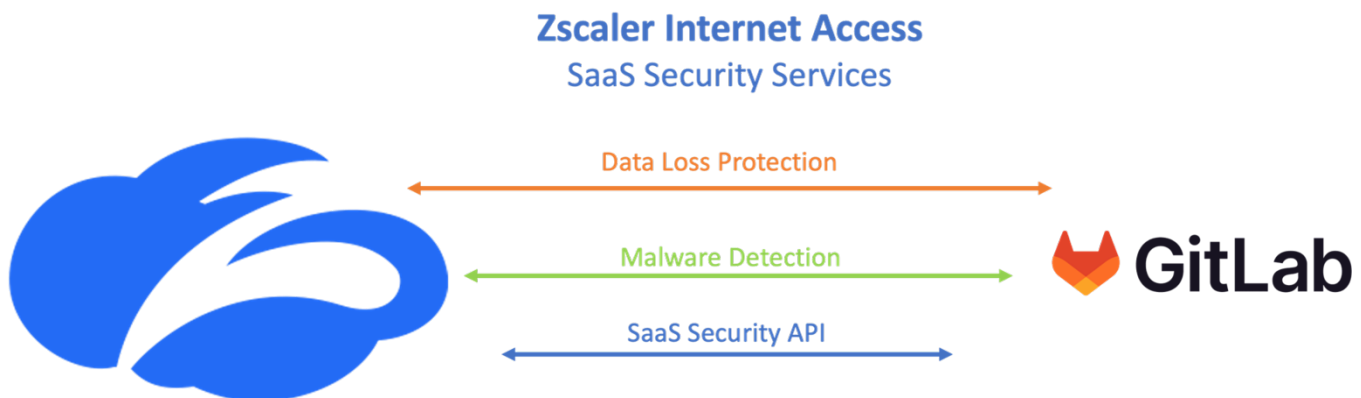 Zscaler Internet Access
SaaS Security Services
Data Loss Protection
Malware Detection
GitLab
SaaS Security API